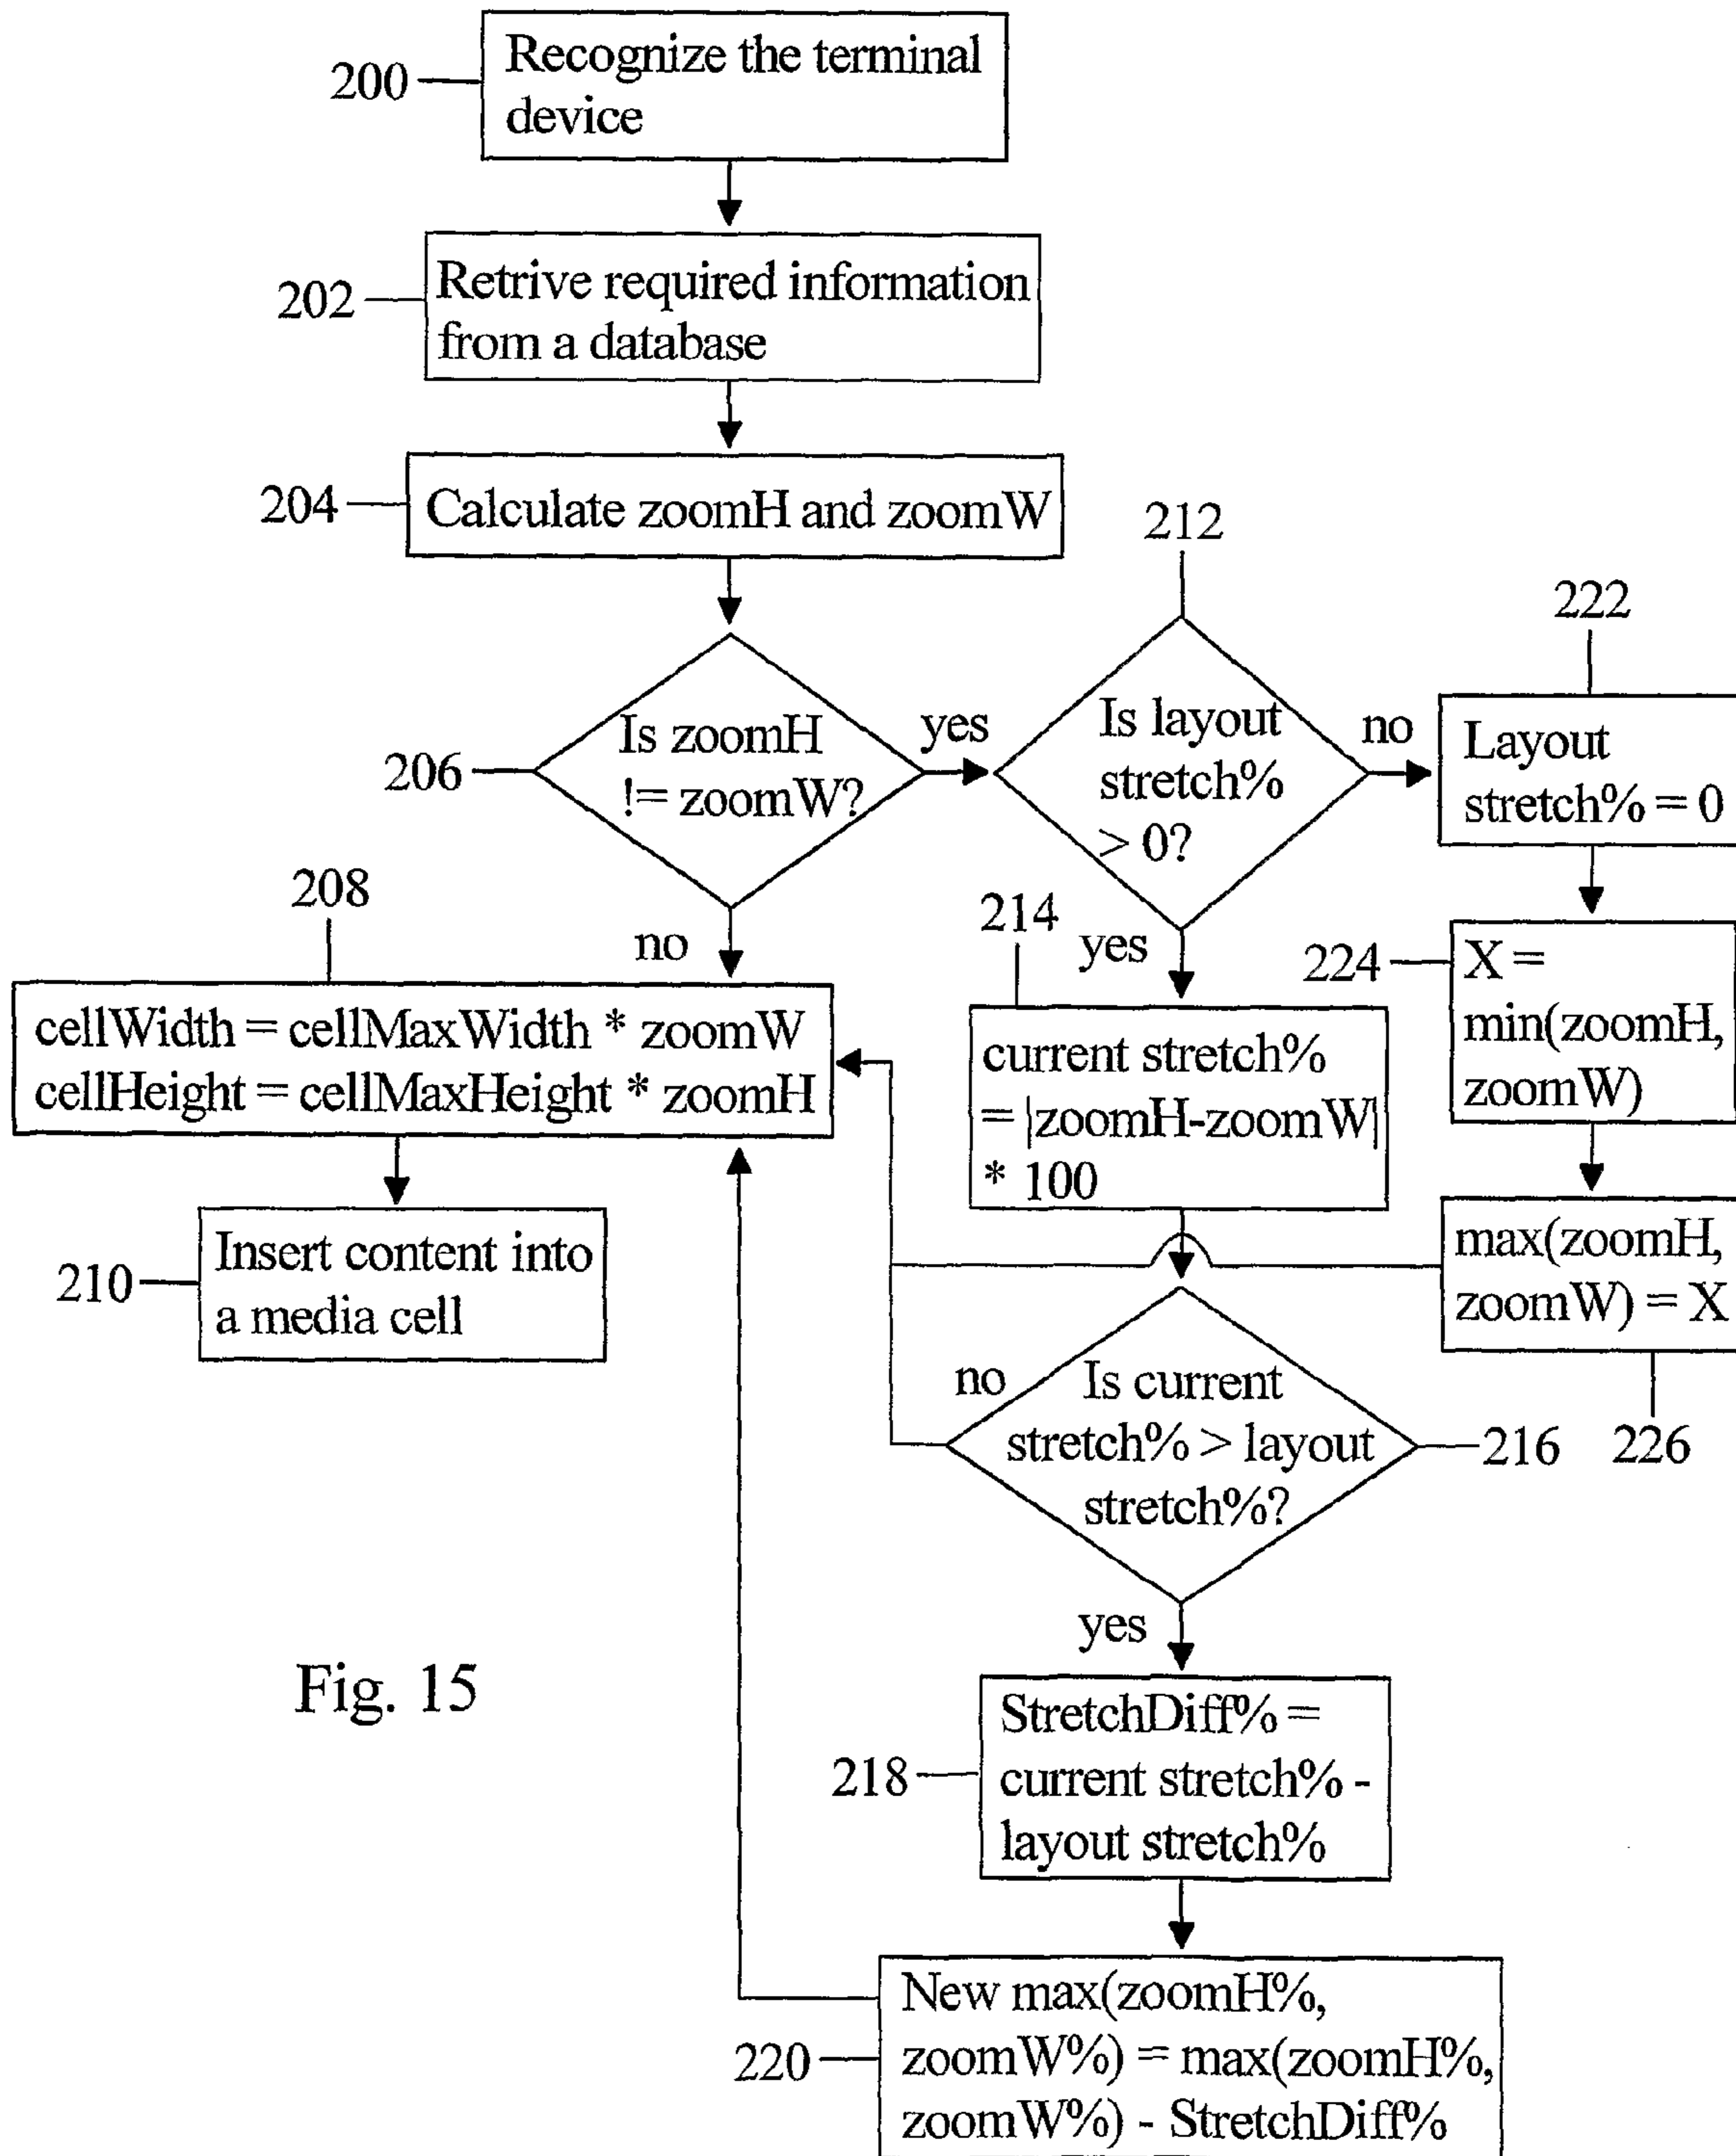 200
Recognize the terminal
device
202
Retrive required information
from a database
204
Calculate zoomH and zoomW
206
Is zoomH
!= zoomW?
yes
no
212
Is layout
stretch%
> 0?
no
yes
222
Layout
stretch% = 0
208
cellWidth = cellMaxWidth * zoomW
cellHeight = cellMaxHeight * zoomH
214
current stretch%
= |zoomH-zoomW|
* 100
224
X =
min(zoomH,
zoomW)
210
Insert content into
a media cell
max(zoomH,
zoomW) = X
226
no
Is current
stretch% > layout
stretch%?
216
yes
Fig. 15
218
StretchDiff% =
current stretch% -
layout stretch%
220
New max(zoomH%,
zoomW%) = max(zoomH%,
zoomW%) - StretchDiff%